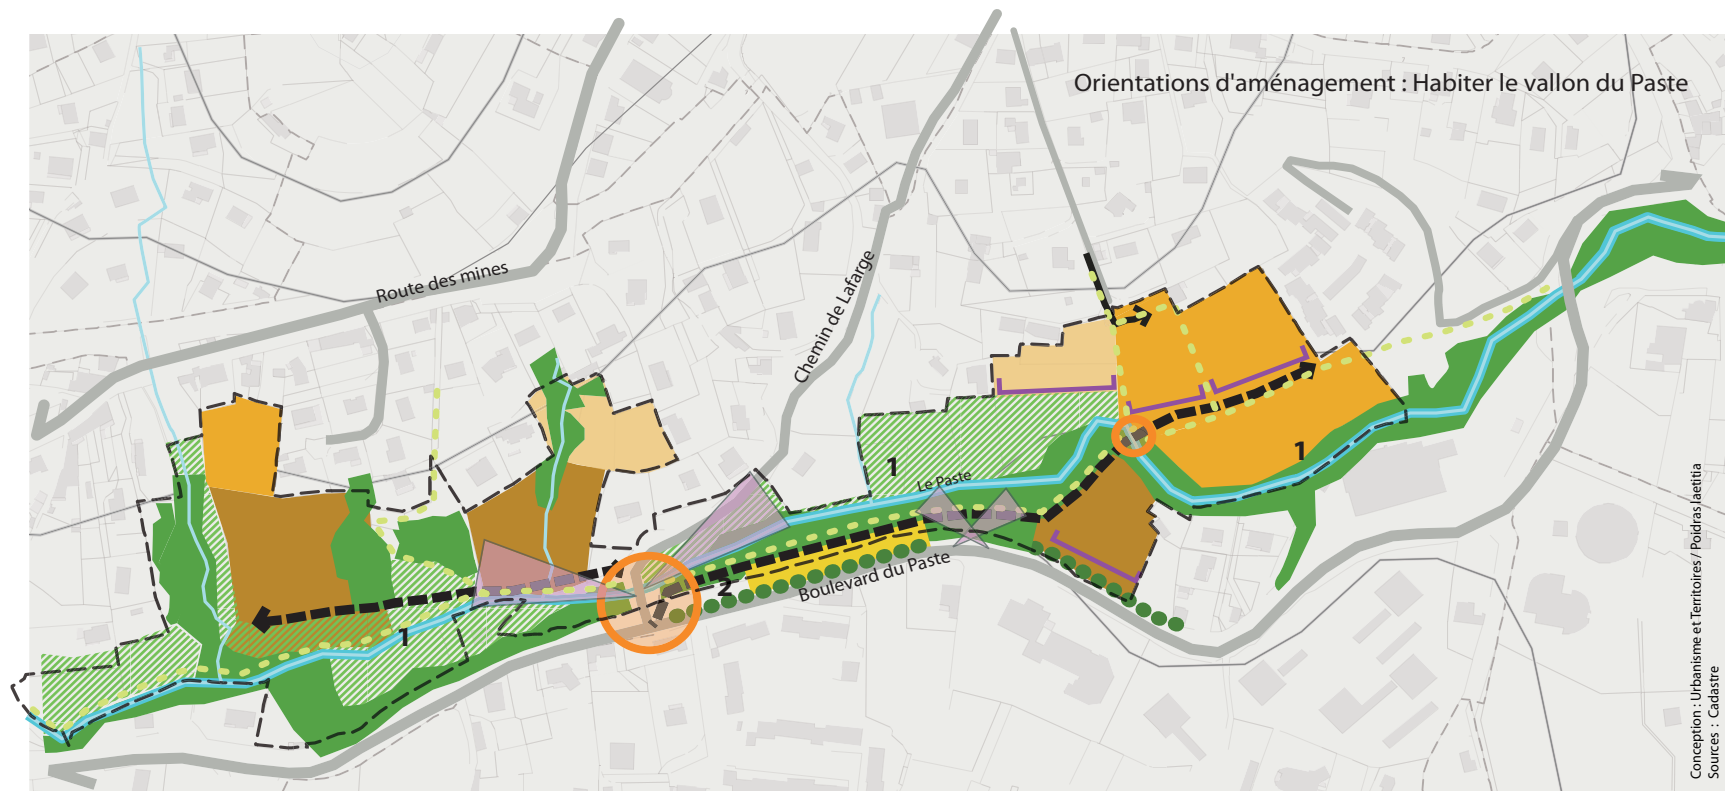 Orientations d'aménagement : Habiter le vallon du Paste
Route des mines
Chemin de Lafarge
1
Le Paste
1
2
Boulevard du Paste
1
Conception : Urbanisme et Territoires / Poidras laetitia
Sources : Cadastre